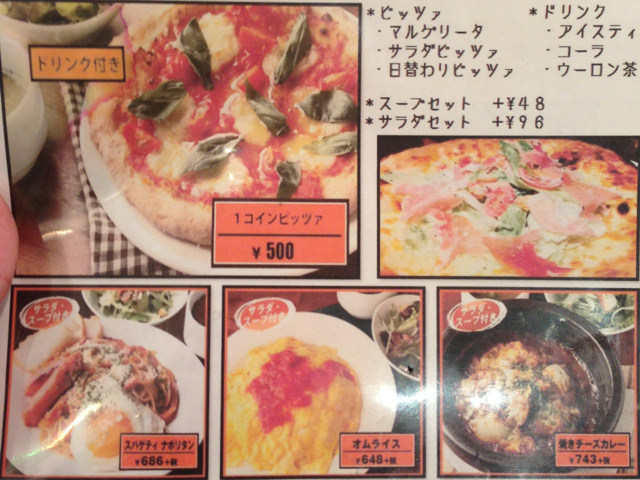 ドリンク付き
1コインピッツァ
¥500
*ピッツァ
・マルゲリータ
・サラダピッツァ
・日替わりピッツァ
*ドリンク
・アイスティ
・コーラ
・ウーロン茶
*スープセット +¥48
*サラダセット +¥96
サラダ・
スープ付き
スパゲティ ナポリタン
¥686+税
サラダ・
スープ付き
オムライス
¥648+税
サラダ・
スープ付き
焼きチーズカレー
¥743+税